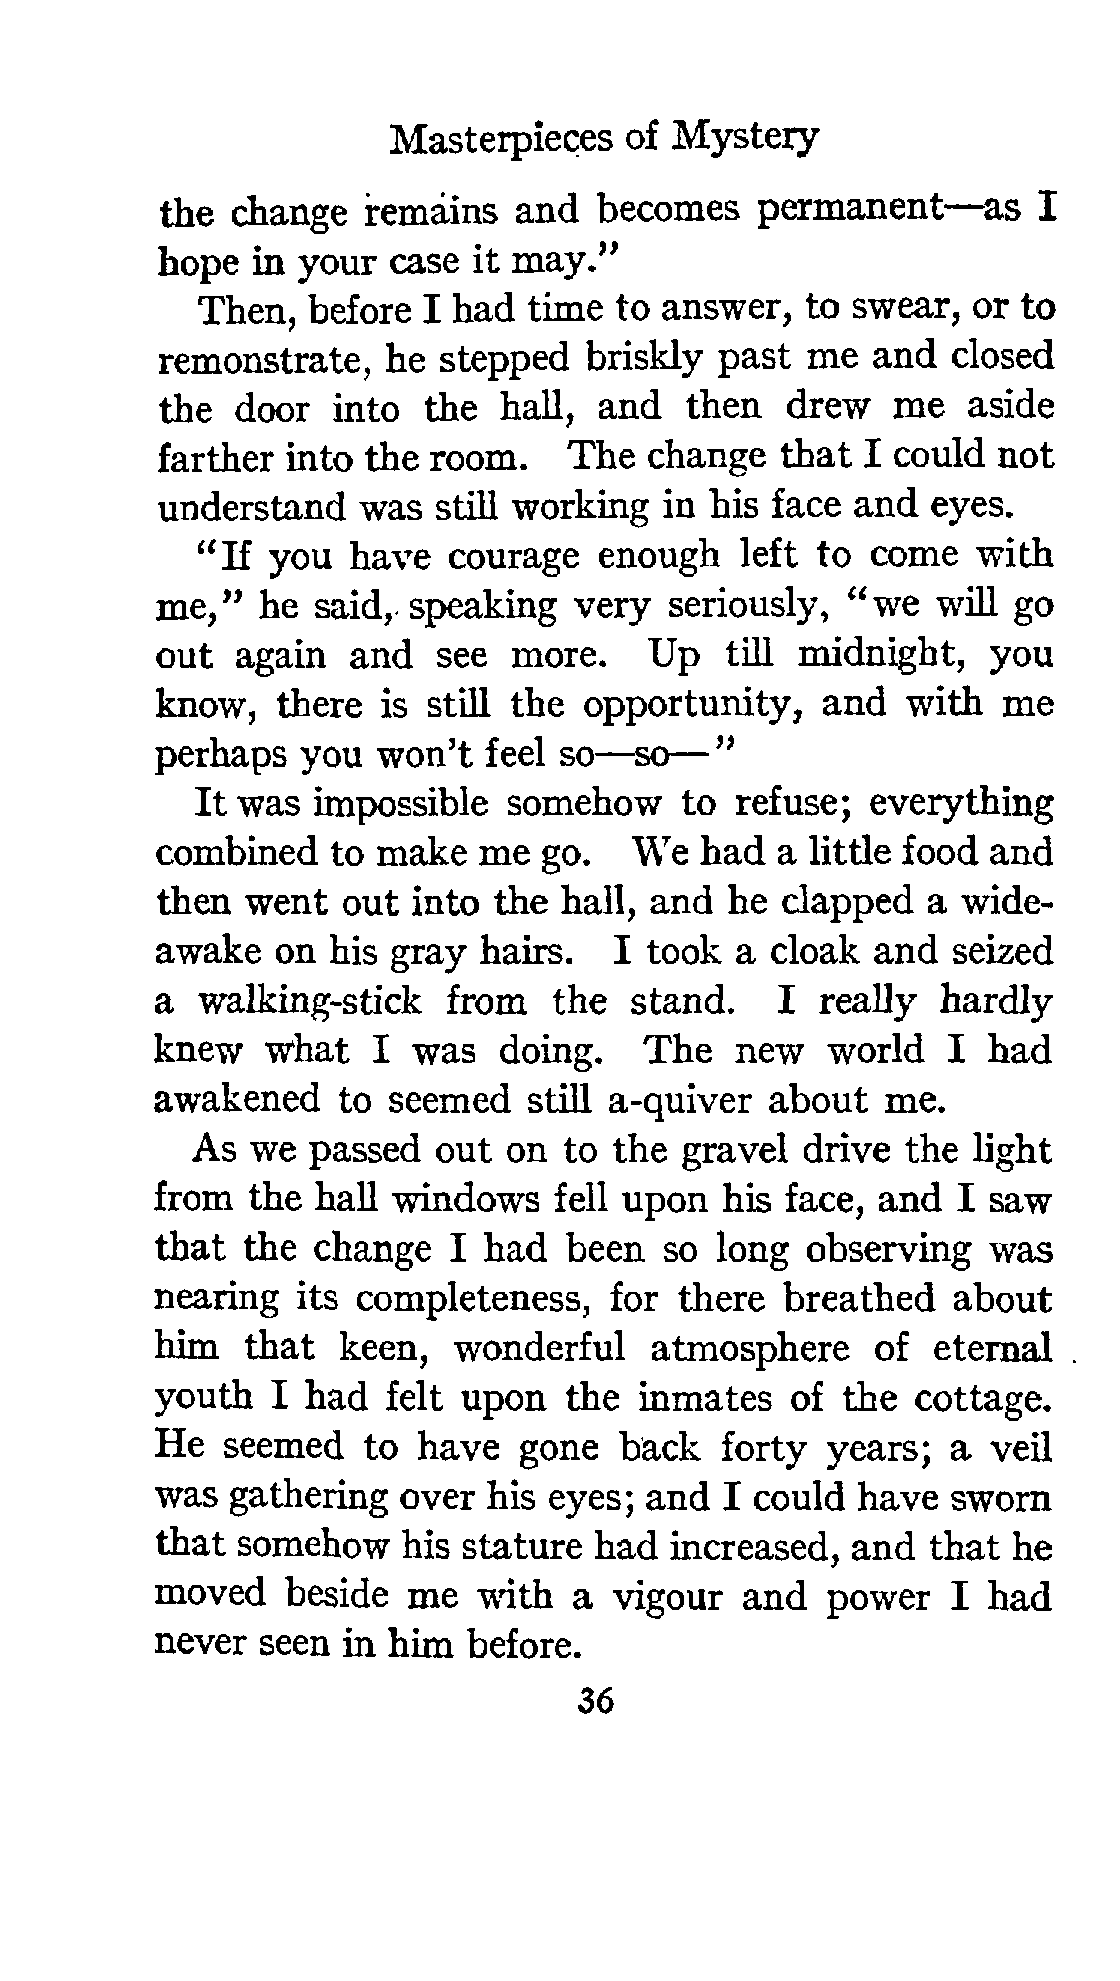 Masterpieces of Mystery
the change remains and becomes permanent—as I
hope in your case it may.”
Then, before I had time to answer, to swear, or to
remonstrate, he stepped briskly past me and closed
the door into the hall, and then drew me aside
farther into the room. The change that I could not
understand was still working in his face and eyes.
“If you have courage enough left to come with
me,” he said, speaking very seriously, “we will go
out again and see more. Up till midnight, you
know, there is still the opportunity, and with me
perhaps you won’t feel so—so—”
It was impossible somehow to refuse; everything
combined to make me go. We had a little food and
then went out into the hall, and he clapped a wide-
awake on his gray hairs. I took a cloak and seized
a walking-stick from the stand. I really hardly
knew what I was doing. The new world I had
awakened to seemed still a-quiver about me.
As we passed out on to the gravel drive the light
from the hall windows fell upon his face, and I saw
that the change I had been so long observing was
nearing its completeness, for there breathed about
him that keen, wonderful atmosphere of eternal
youth I had felt upon the inmates of the cottage.
He seemed to have gone back forty years; a veil
was gathering over his eyes; and I could have sworn
that somehow his stature had increased, and that he
moved beside me with a vigour and power I had
never seen in him before.
36